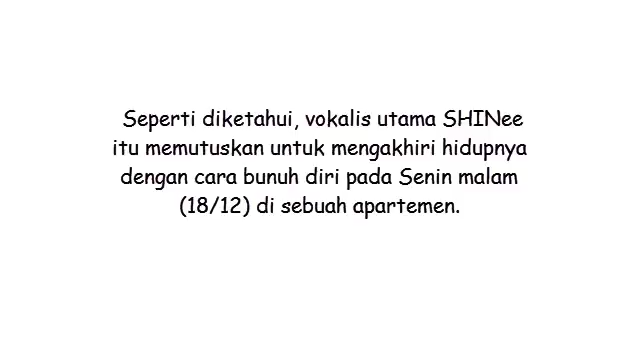 Seperti diketahui, vokalis utama SHINee
itu memutuskan untuk mengakhiri hidupnya
dengan cara bunuh diri pada Senin malam
(18/12) di sebuah apartemen.